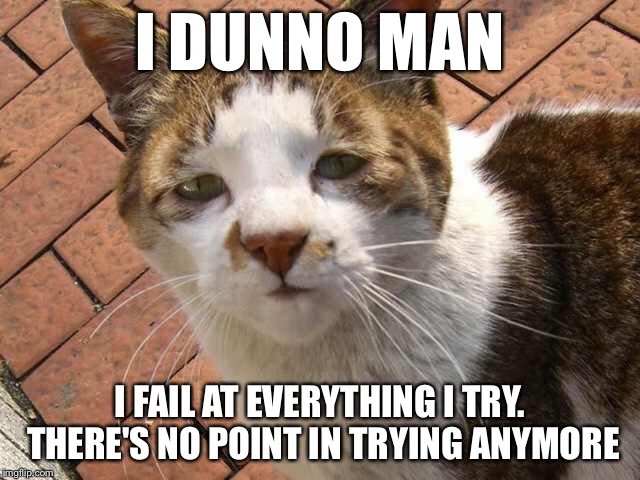 I DUNNO MAN
I FAIL AT EVERYTHING I TRY.
THERE'S NO POINT IN TRYING ANYMORE
imgflip.com